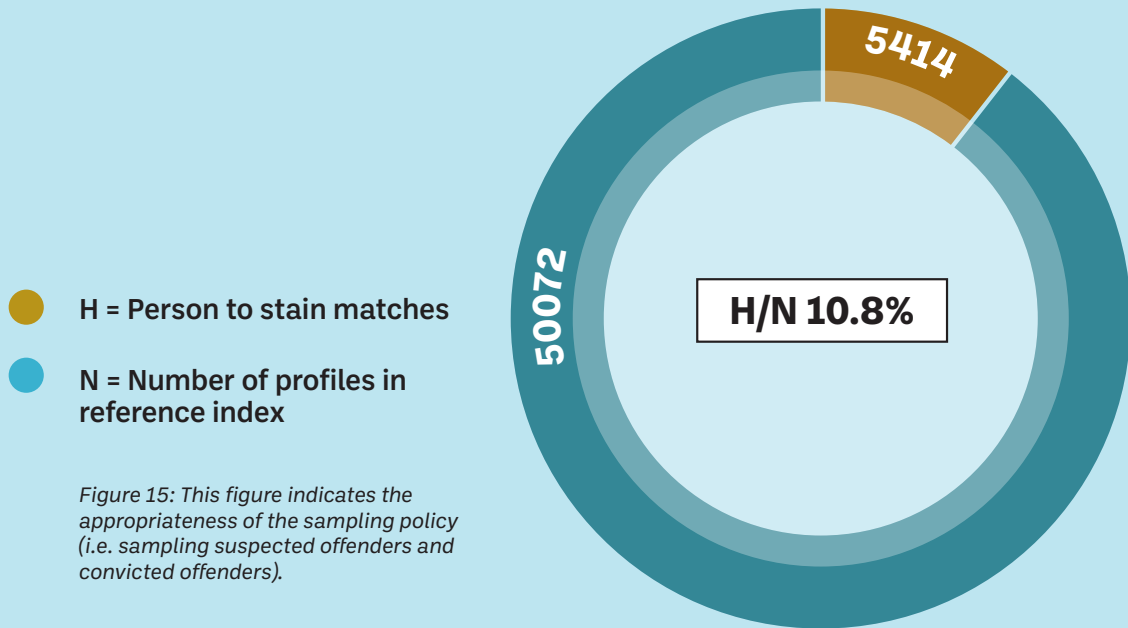 5414
50072
H/N 10.8%
H = Person to stain matches
N = Number of profiles in
reference index
Figure 15: This figure indicates the
appropriateness of the sampling policy
(i.e. sampling suspected offenders and
convicted offenders).